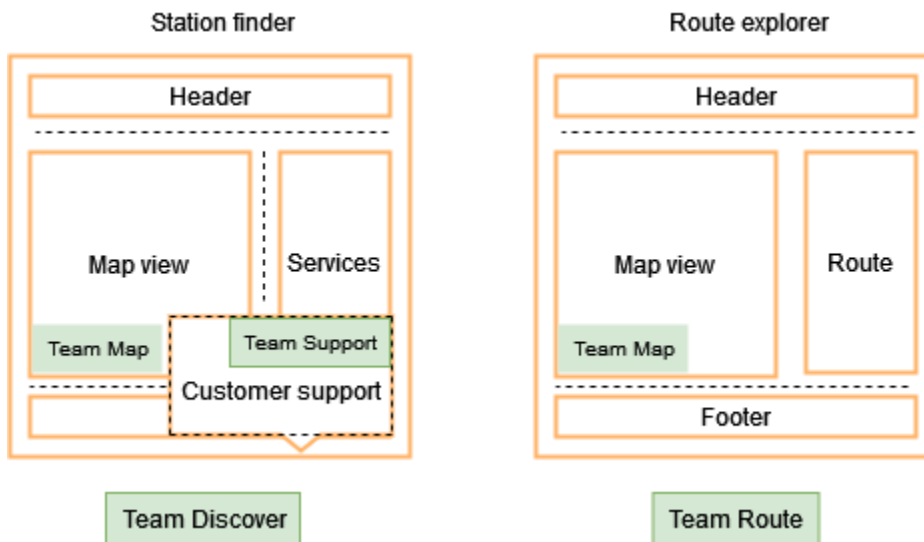 Station finder
Header
Map view
Services
Team Map
Team Support
Customer support
Team Discover
Route explorer
Header
Map view
Route
Team Map
Footer
Team Route